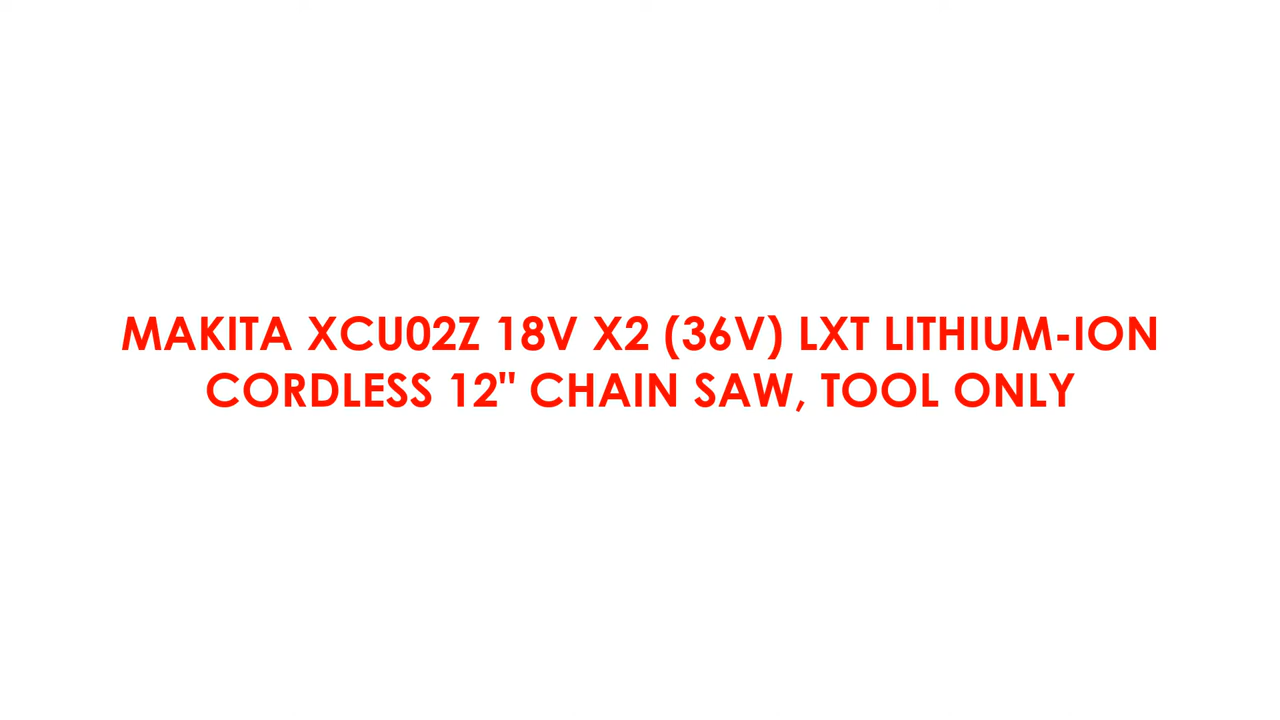 MAKITA XCU02Z 18V X2 (36V) LXT LITHIUM-ION
CORDLESS 12" CHAIN SAW, TOOL ONLY